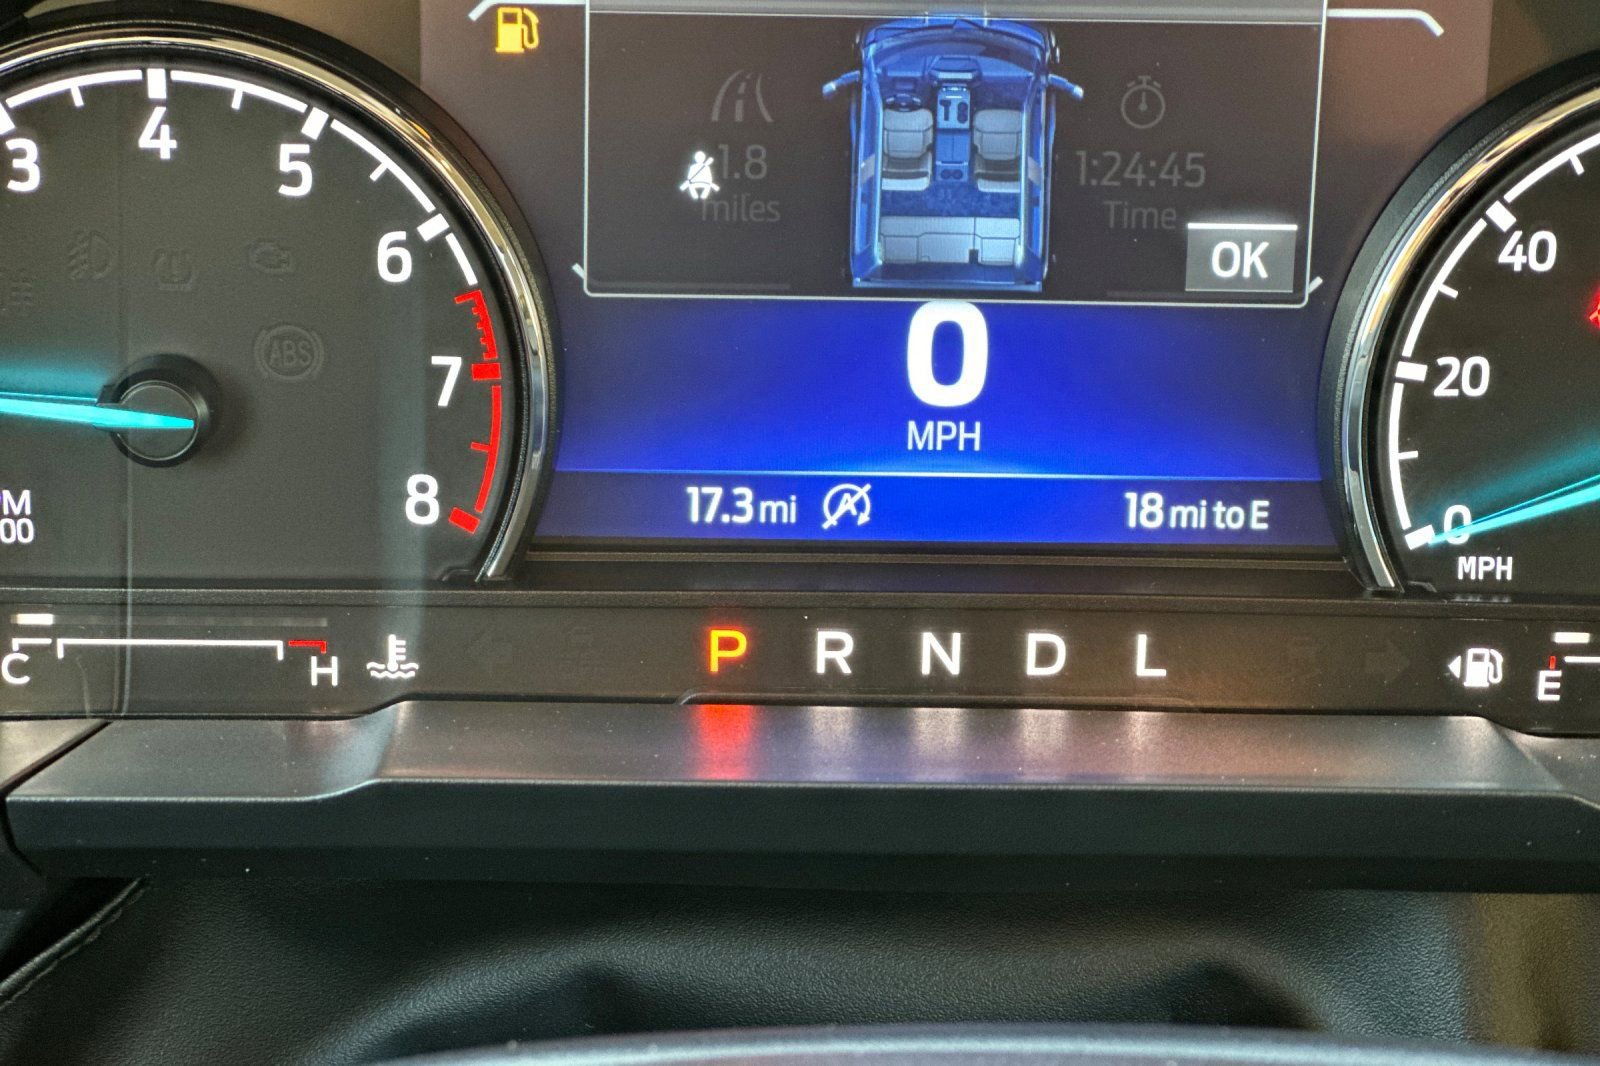 3 4 5 6 7 8
ABS
1.8
miles
1:24:45
Time
OK
0
MPH
17.3 mi
18 mi to E
40
20
0
MPH
C H
P R N D L
E